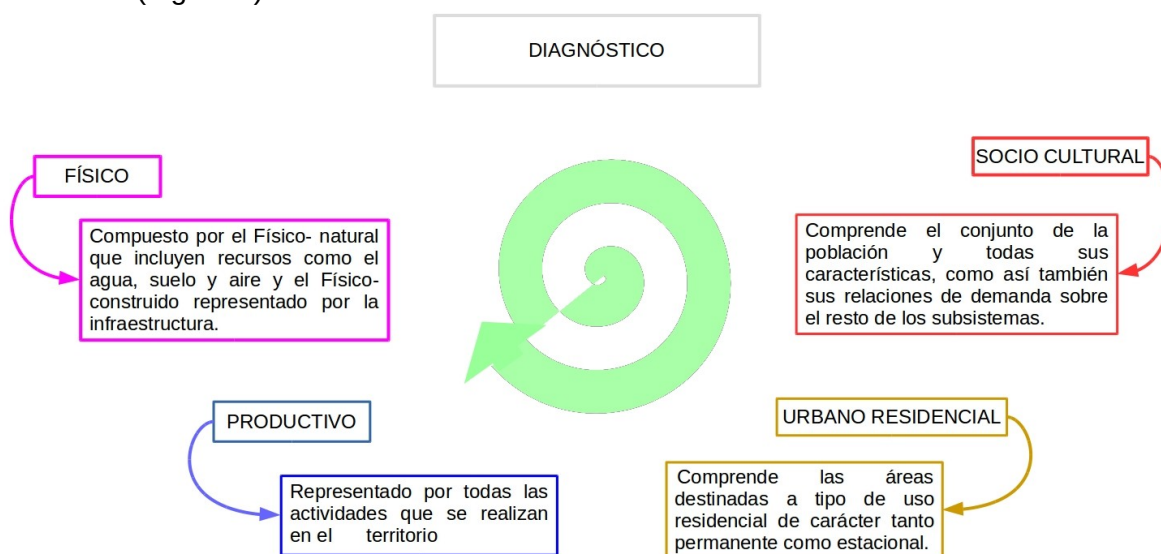 DIAGNÓSTICO
FÍSICO
Compuesto por el Físico- natural
que incluyen recursos como el
agua, suelo y aire y el Físico-
construido representado por la
infraestructura.
SOCIO CULTURAL
Comprende el conjunto de la
población y todas sus
características, como así también
sus relaciones de demanda sobre
el resto de los subsistemas.
PRODUCTIVO
Representado por todas las
actividades que se realizan
en el territorio
URBANO RESIDENCIAL
Comprende las áreas
destinadas a tipo de uso
residencial de carácter tanto
permanente como estacional.